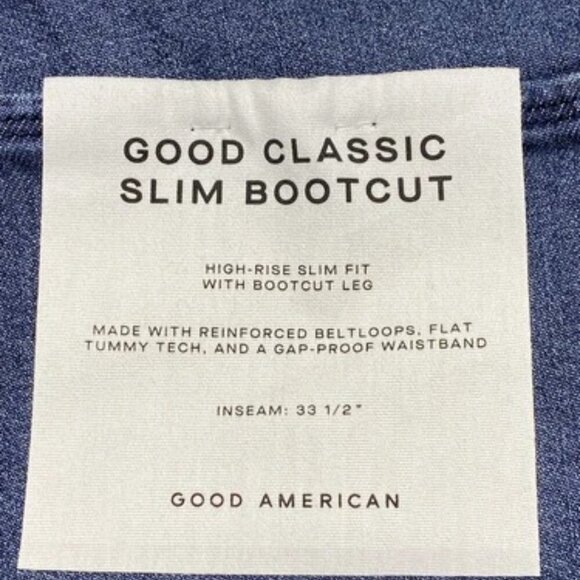 GOOD CLASSIC
SLIM BOOTCUT
HIGH-RISE SLIM FIT
WITH BOOTCUT LEG
MADE WITH REINFORCED BELTLOOPS, FLAT
TUMMY TECH, AND A GAP-PROOF WAISTBAND
INSEAM: 33 1/2"
GOOD AMERICAN